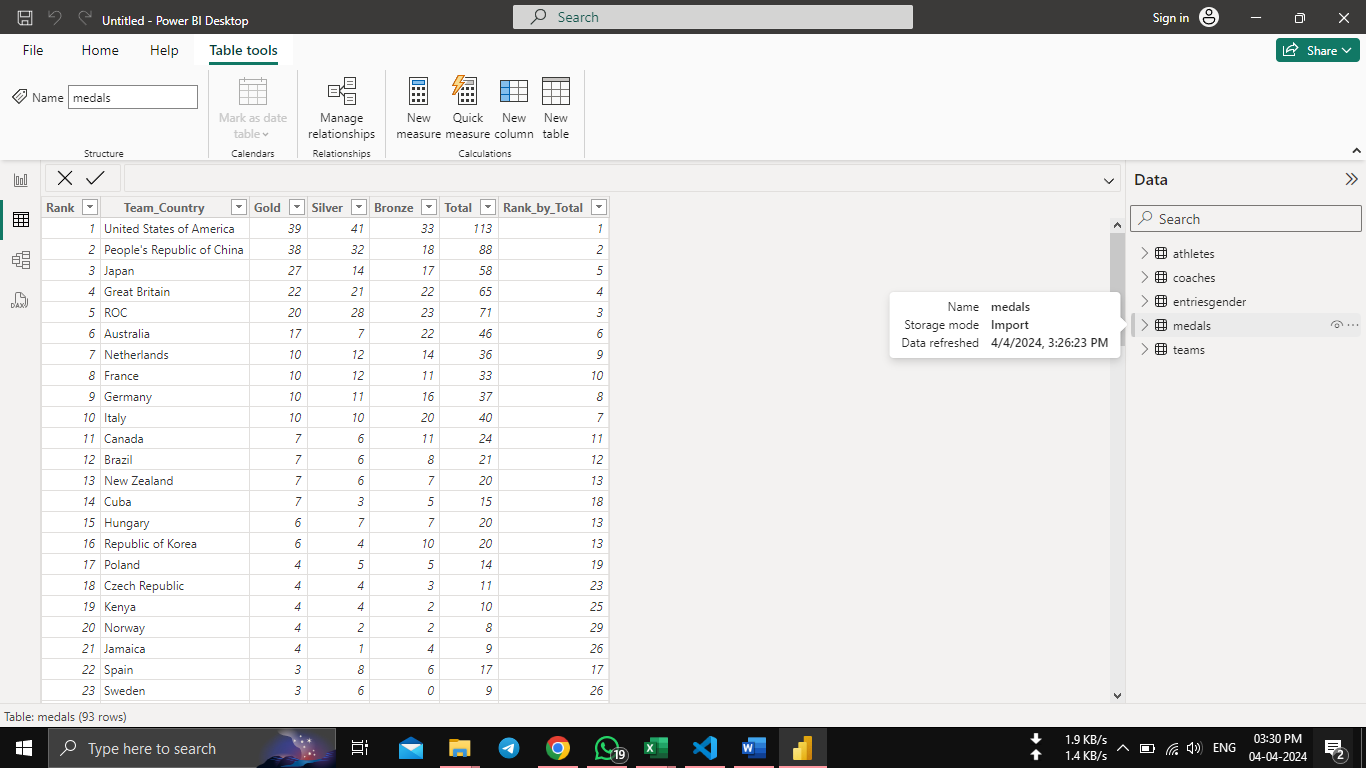 Untitled - Power BI Desktop
Search
Sign in
File Home Help Table tools
Share
Name medals
Mark as date table
Manage relationships
New measure
Quick measure
New column
New table
Structure
Calendars
Relationships
Calculations
Rank Team_Country Gold Silver Bronze Total Rank_by_Total
1 United States of America 39 41 33 113 1
2 People's Republic of China 38 32 18 88 2
3 Japan 27 14 17 58 5
4 Great Britain 22 21 22 65 4
5 ROC 20 28 23 71 3
6 Australia 17 7 22 46 6
7 Netherlands 10 12 14 36 9
8 France 10 12 11 33 10
9 Germany 10 11 16 37 8
10 Italy 10 10 20 40 7
11 Canada 7 6 11 24 11
12 Brazil 7 6 8 21 12
13 New Zealand 7 6 7 20 13
14 Cuba 7 3 5 15 18
15 Hungary 6 7 7 20 13
16 Republic of Korea 6 4 10 20 13
17 Poland 4 5 5 14 19
18 Czech Republic 4 4 3 11 23
19 Kenya 4 4 2 10 25
20 Norway 4 2 2 8 29
21 Jamaica 4 1 4 9 26
22 Spain 3 8 6 17 17
23 Sweden 3 6 0 9 26
Name medals
Storage mode Import
Data refreshed 4/4/2024, 3:26:23 PM
Data
Search
athletes
coaches
entriesgender
medals
teams
DAX
Table: medals (93 rows)
Type here to search
19
1.9 KB/s
1.4 KB/s
ENG
03:30 PM
04-04-2024
2